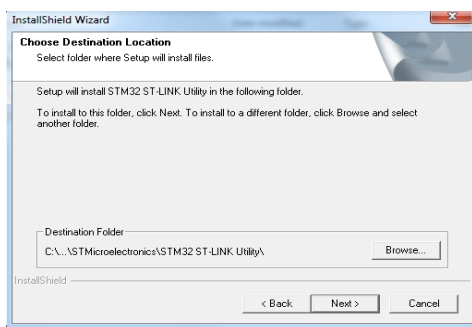 InstallShield Wizard
Choose Destination Location
Select folder where Setup will install files.
Setup will install STM32 ST-LINK Utility in the following folder.
To install to this folder, click Next. To install to a different folder, click Browse and select
another folder.
Destination Folder
C:\...\STMicroelectronics\STM32 ST-LINK Utility\
Browse...
InstallShield
< Back
Next >
Cancel